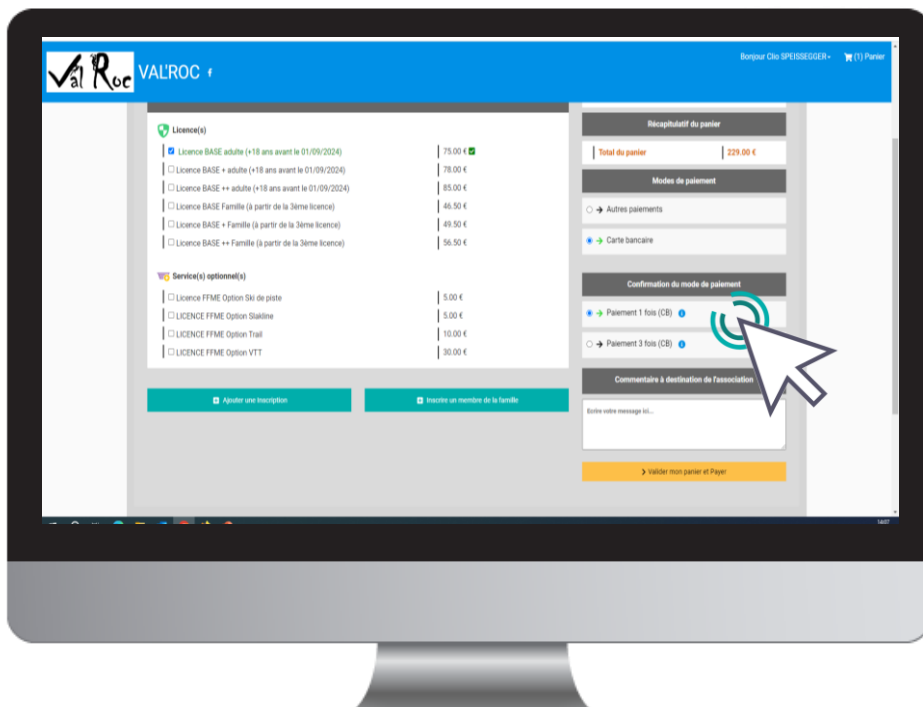 Val Roc
VAL'ROC f
Bonjour Clio SPEISSEGGER
(1) Panier
Licence(s)
Licence BASE adulte (+18 ans avant le 01/09/2024) 75.00 €
Licence BASE + adulte (+18 ans avant le 01/09/2024) 78.00 €
Licence BASE ++ adulte (+18 ans avant le 01/09/2024) 85.00 €
Licence BASE Famille (à partir de la 3ème licence) 46.50 €
Licence BASE + Famille (à partir de la 3ème licence) 49.50 €
Licence BASE ++ Famille (à partir de la 3ème licence) 56.50 €
Service(s) optionnel(s)
Licence FFME Option Ski de piste 5.00 €
LICENCE FFME Option Slakline 5.00 €
LICENCE FFME Option Trail 10.00 €
LICENCE FFME Option VTT 30.00 €
Ajouter une inscription
Inscrire un membre de la famille
Récapitulatif du panier
Total du panier 229.00 €
Modes de paiement
Autres paiements
Carte bancaire
Confirmation du mode de paiement
Paiement 1 fois (CB)
Paiement 3 fois (CB)
Commentaire à destination de l'association
Ecrire votre message ici...
Valider mon panier et Payer
14:07